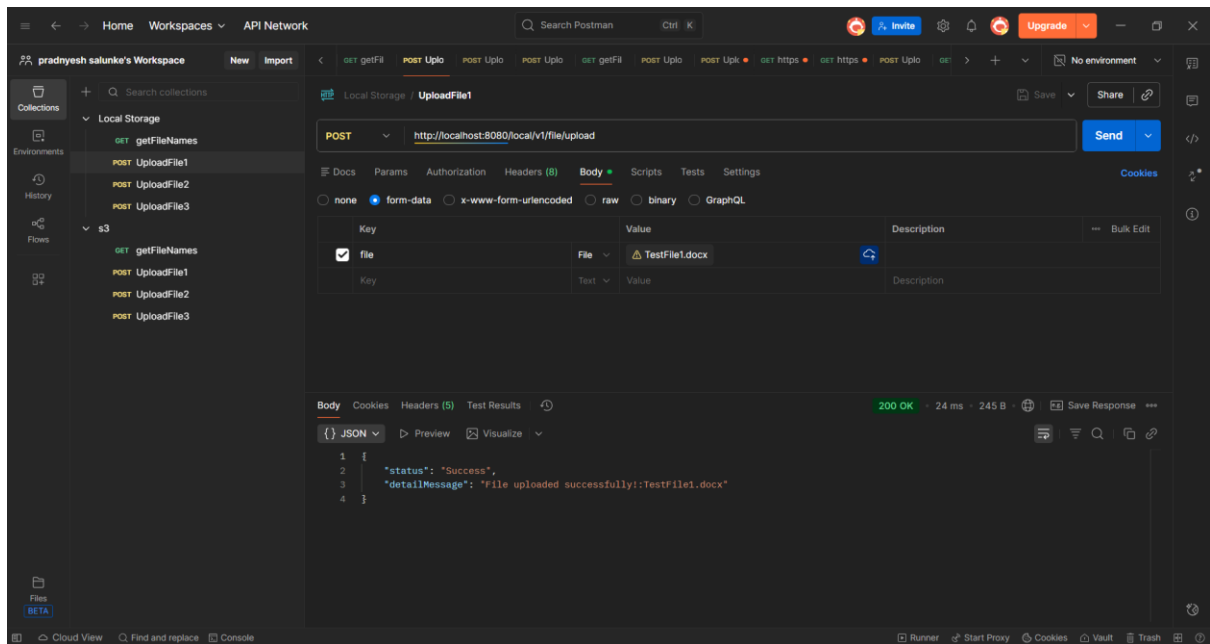 Home Workspaces API Network Search Postman Ctrl K Invite Upgrade
pradnyesh salunke's Workspace New Import GET getFil POST Uplo POST Uplo POST Uplo GET getFil POST Uplo POST Upk GET https GET https POST Uplo GE No environment
Collections
Environments
History
Flows
Files
BETA
Search collections
Local Storage
GET getFileNames
POST UploadFile1
POST UploadFile2
POST UploadFile3
s3
GET getFileNames
POST UploadFile1
POST UploadFile2
POST UploadFile3
HTTP Local Storage / UploadFile1 Save Share
POST http://localhost:8080/local/v1/file/upload Send
Docs Params Authorization Headers (8) Body Scripts Tests Settings Cookies
none form-data x-www-form-urlencoded raw binary GraphQL
Key Value Description ••• Bulk Edit
file File TestFile1.docx
Key Text Value Description
Body Cookies Headers (5) Test Results 200 OK • 24 ms • 245 B Save Response •••
{} JSON Preview Visualize
1 {
2 "status": "Success",
3 "detailMessage": "File uploaded successfully!:TestFile1.docx"
4 }
Cloud View Find and replace Console Runner Start Proxy Cookies Vault Trash